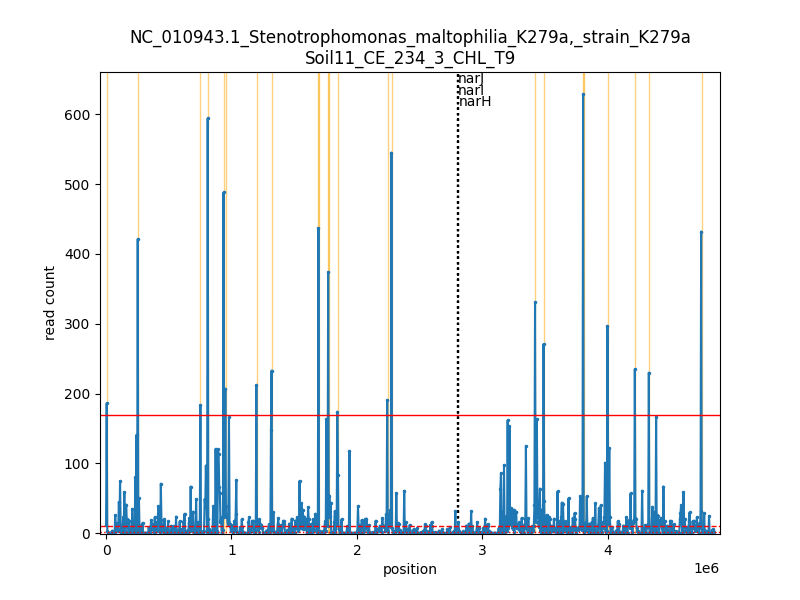 NC_010943.1_Stenotrophomonas_maltophilia_K279a,_strain_K279a
Soil11_CE_234_3_CHL_T9
narJ
narI
narH
600
500
400
300
200
100
0
read count
0 1 2 3 4
1e6
position